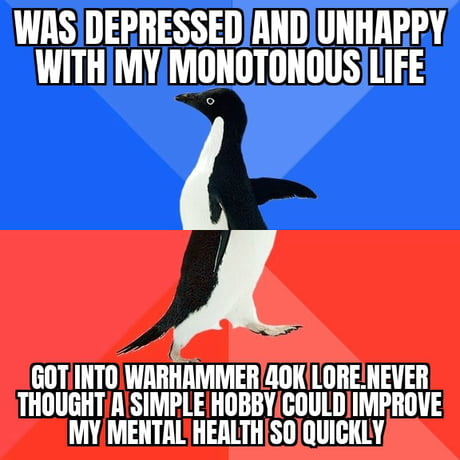 WAS DEPRESSED AND UNHAPPY
WITH MY MONOTONOUS LIFE
GOT INTO WARHAMMER 40K LORE.NEVER
THOUGHT A SIMPLE HOBBY COULD IMPROVE
MY MENTAL HEALTH SO QUICKLY